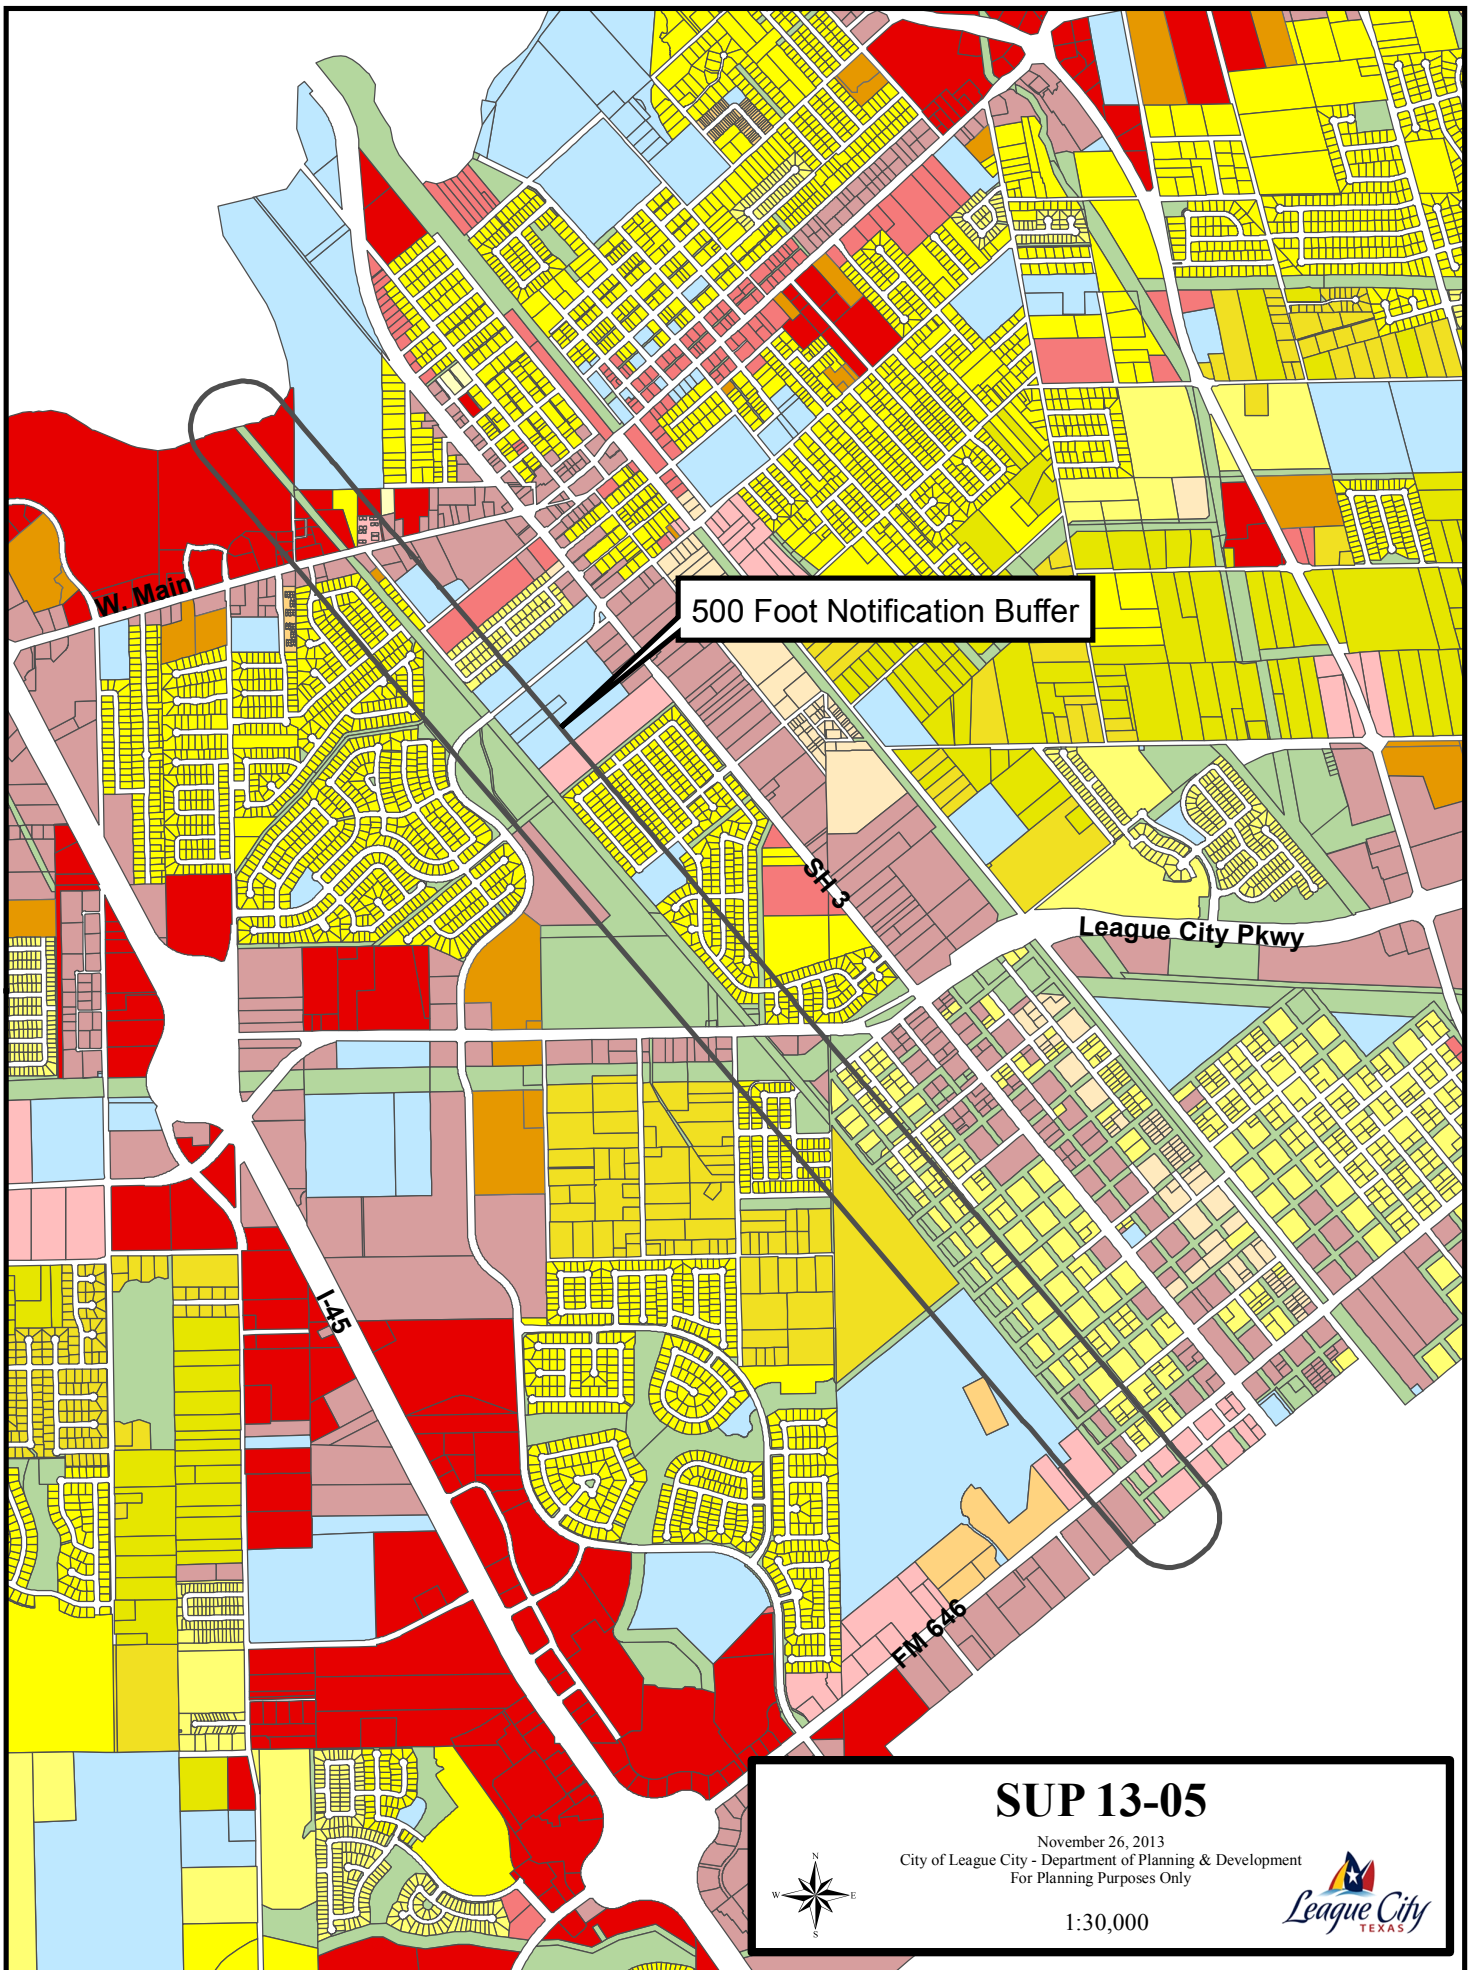 W. Main
500 Foot Notification Buffer
SH 3
League City Pkwy
I-45
FM 646
SUP 13-05
November 26, 2013
City of League City - Department of Planning & Development
For Planning Purposes Only
1:30,000
N
W E
S
League City
TEXAS